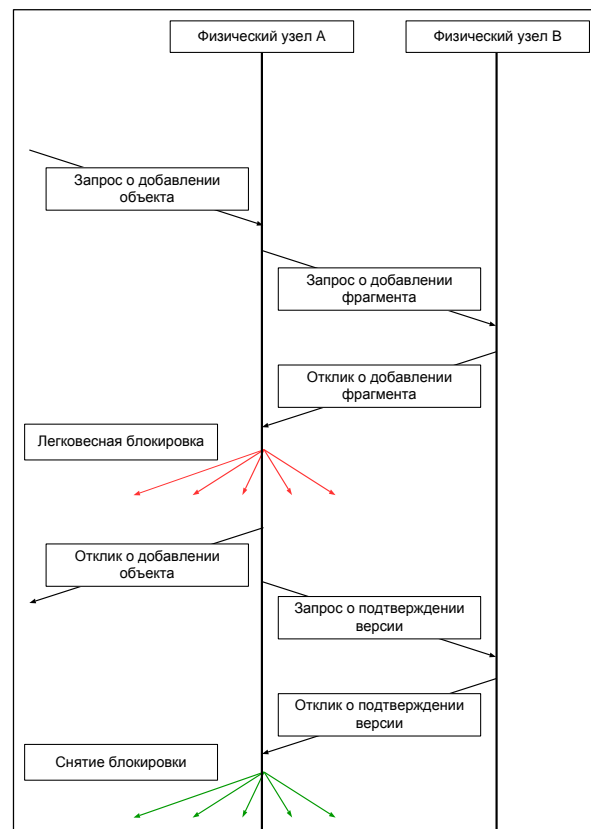 Физический узел A
Физический узел B
Запрос о добавлении
объекта
Запрос о добавлении
фрагмента
Отклик о добавлении
фрагмента
Легковесная блокировка
Отклик о добавлении
объекта
Запрос о подтверждении
версии
Отклик о подтверждении
версии
Снятие блокировки